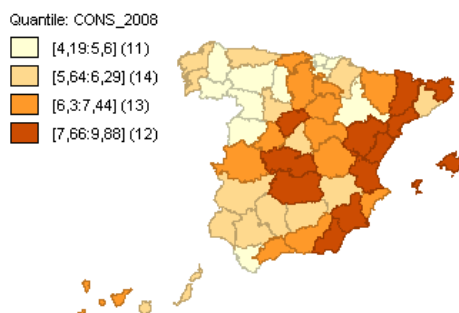 Quantile: CONS_2008
[4,19:5,6] (11)
[5,64:6,29] (14)
[6,3:7,44] (13)
[7,66:9,88] (12)